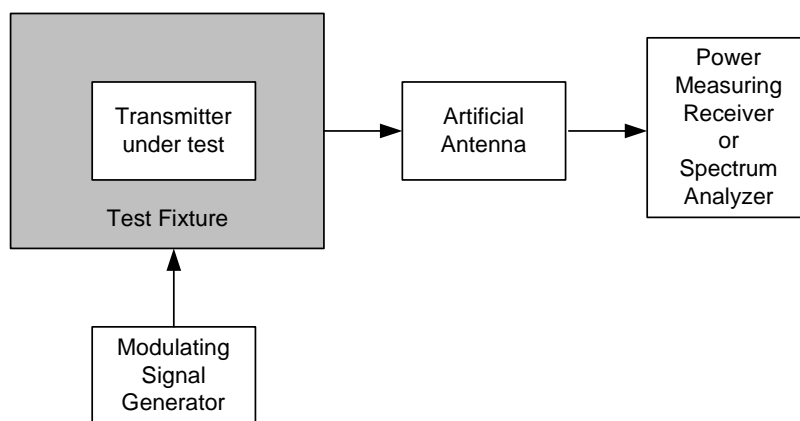 Transmitter
under test
Test Fixture
Artificial
Antenna
Power
Measuring
Receiver
or
Spectrum
Analyzer
Modulating
Signal
Generator